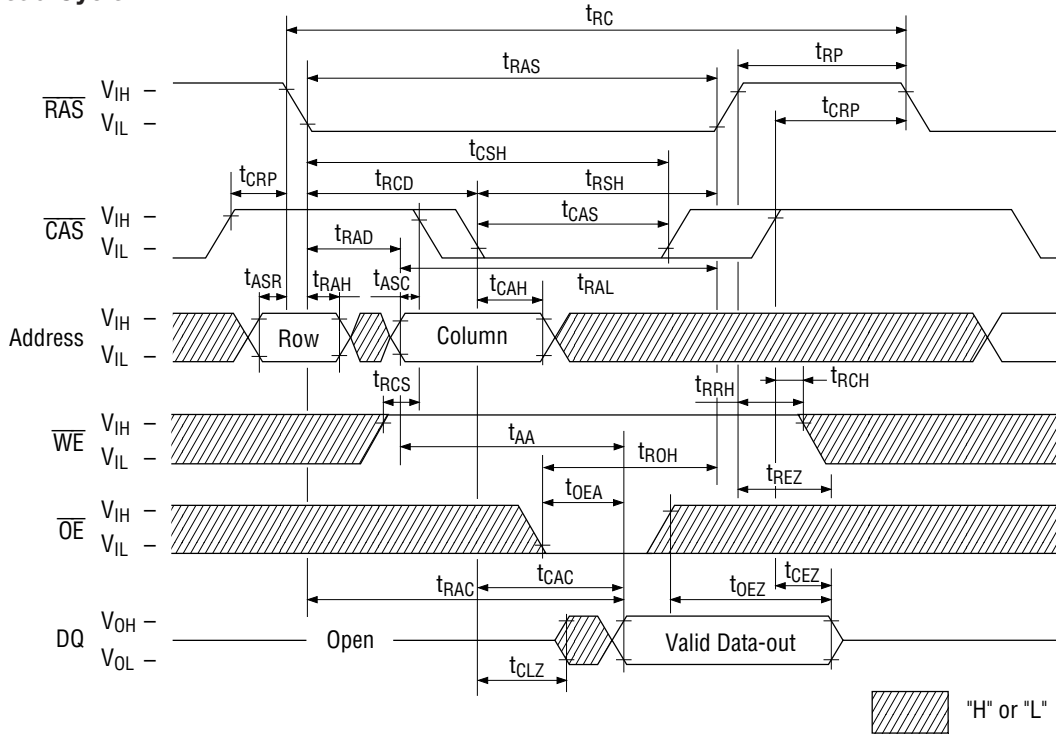 tRC
tRP
tRAS
RAS
VIH
VIL
tCRP
tCSH
tCRP
tRCD
tRSH
CAS
VIH
VIL
tCAS
tRAD
tASR
tRAH
tASC
tCAH
tRAL
Address
VIH
VIL
Row
Column
tRCS
tRRH
tRCH
WE
VIH
VIL
tAA
tROH
tOEA
tREZ
OE
VIH
VIL
tCAC
tRAC
tOEZ
tCEZ
DQ
VOH
VOL
Open
Valid Data-out
tCLZ
"H" or "L"